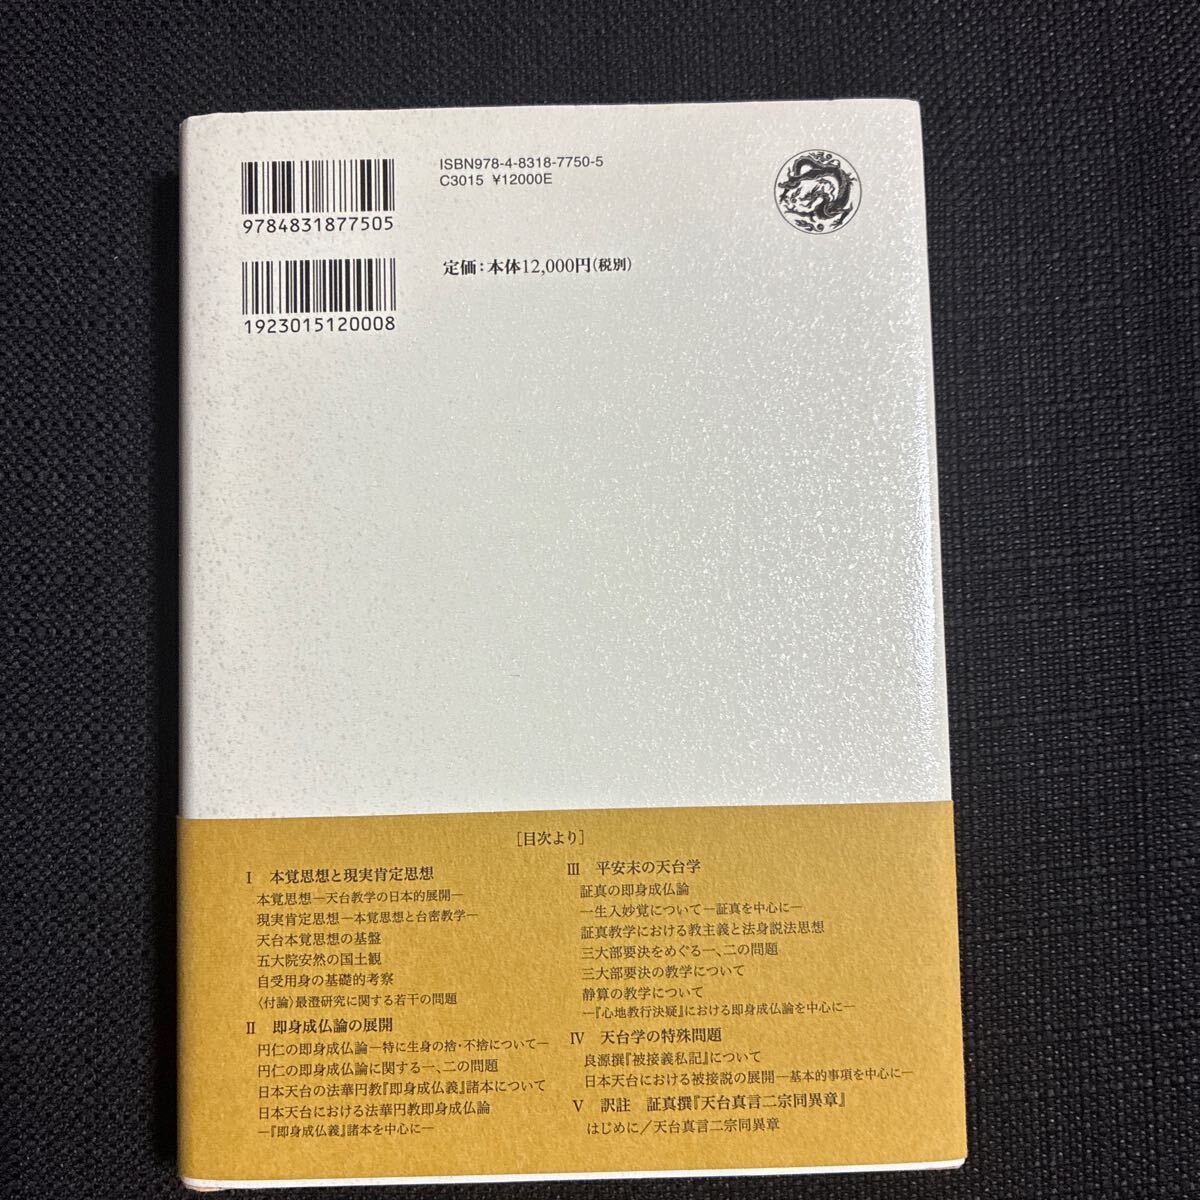 ISBN978-4-8318-7750-5
C3015 ¥12000E
9784831877505
定価：本体12,000円（税別）
1923015120008
［目次より］
Ⅰ 本覚思想と現実肯定思想
本覚思想―天台教学の日本的展開―
現実肯定思想―本覚思想と台密教学―
天台本覚思想の基盤
五大院安然の国土観
自受用身の基礎的考察
〈付論〉最澄研究に関する若干の問題
Ⅱ 即身成仏論の展開
円仁の即身成仏論―特に生身の捨・不捨について―
円仁の即身成仏論に関する一、二の問題
日本天台の法華円教『即身成仏義』諸本について
日本天台における法華円教即身成仏論
―『即身成仏義』諸本を中心に―
Ⅲ 平安末の天台学
証真の即身成仏論
一生入妙覚について―証真を中心に―
証真教学における教主義と法身説法思想
三大部要決をめぐる一、二の問題
三大部要決の教学について
静算の教学について
―『心地教行決疑』における即身成仏論を中心に―
Ⅳ 天台学の特殊問題
良源撰『被接義私記』について
日本天台における被接説の展開―基本的事項を中心に―
Ⅴ 訳註 証真撰『天台真言二宗同異章』
はじめに／天台真言二宗同異章